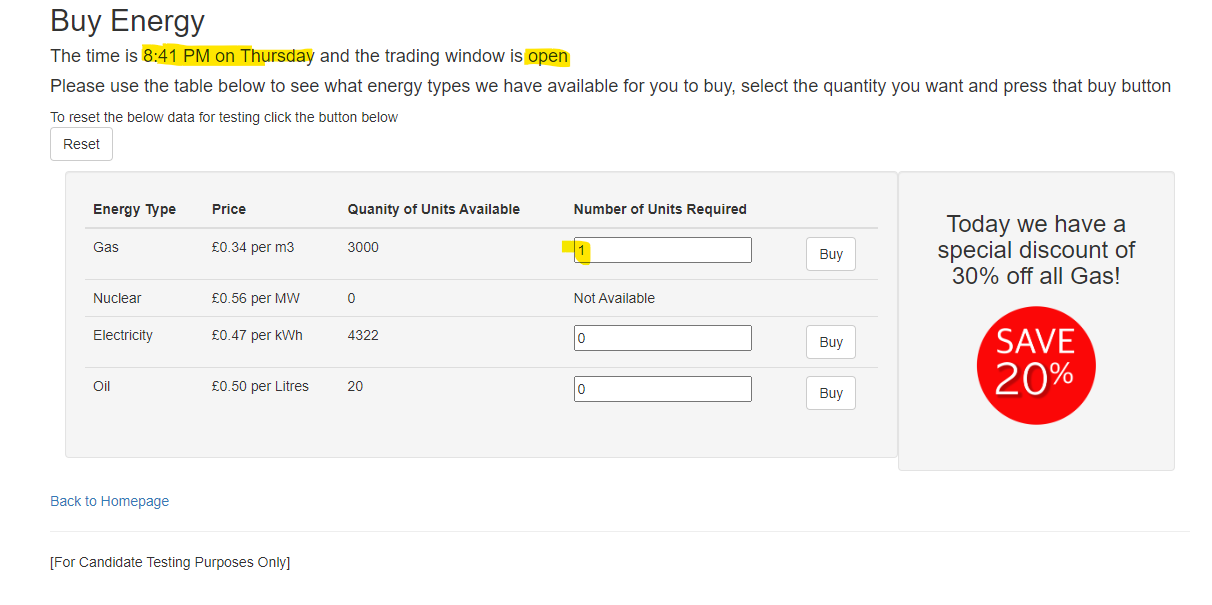 Buy Energy
The time is 8:41 PM on Thursday and the trading window is open
Please use the table below to see what energy types we have available for you to buy, select the quantity you want and press that buy button
To reset the below data for testing click the button below
Reset
Energy Type Price Quanity of Units Available Number of Units Required
Gas £0.34 per m3 3000 1 Buy
Nuclear £0.56 per MW 0 Not Available
Electricity £0.47 per kWh 4322 0 Buy
Oil £0.50 per Litres 20 0 Buy
Today we have a
special discount of
30% off all Gas!
SAVE
20%
Back to Homepage
[For Candidate Testing Purposes Only]